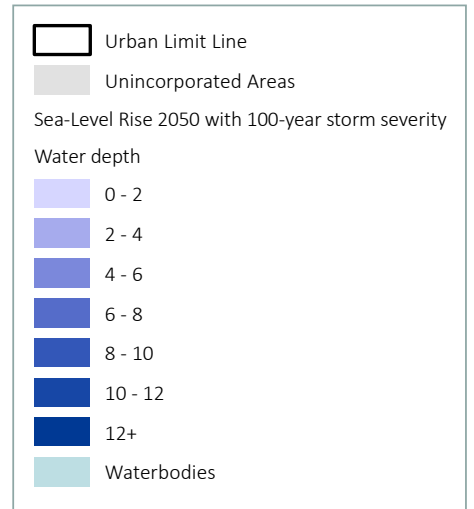 Urban Limit Line
Unincorporated Areas
Sea-Level Rise 2050 with 100-year storm severity
Water depth
0 - 2
2 - 4
4 - 6
6 - 8
8 - 10
10 - 12
12+
Waterbodies